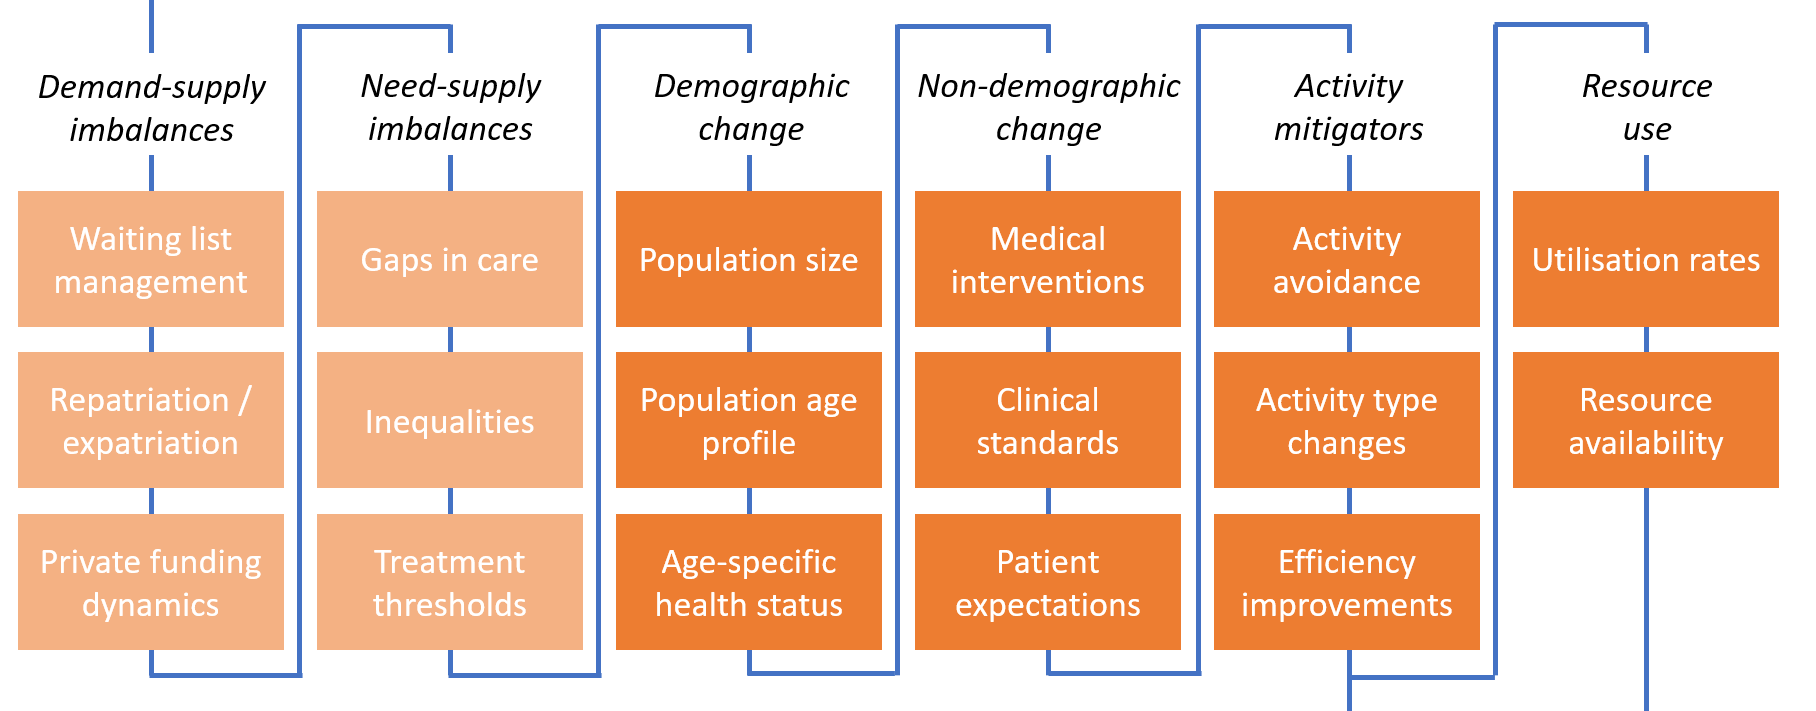 Demand-supply
imbalances
Waiting list
management
Repatriation /
expatriation
Private funding
dynamics
Need-supply
imbalances
Gaps in care
Inequalities
Treatment
thresholds
Demographic
change
Population size
Population age
profile
Age-specific
health status
Non-demographic
change
Medical
interventions
Clinical
standards
Patient
expectations
Activity
mitigators
Activity
avoidance
Activity type
changes
Efficiency
improvements
Resource
use
Utilisation rates
Resource
availability